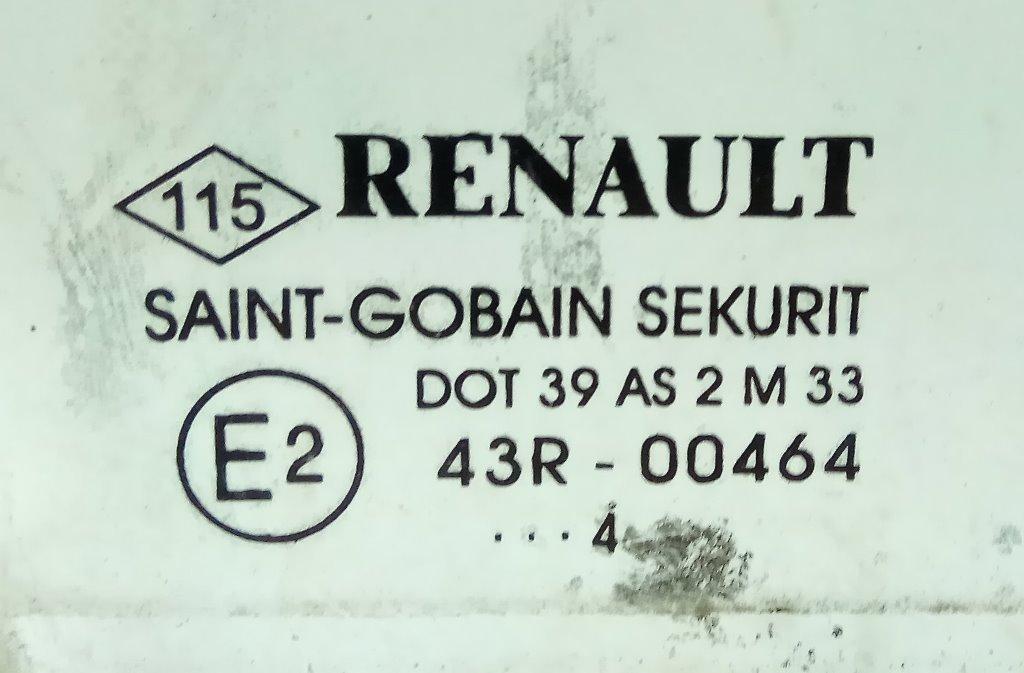 115 RENAULT
SAINT-GOBAIN SEKURIT
DOT 39 AS 2 M 33
E2 43R - 00464
. . . 4